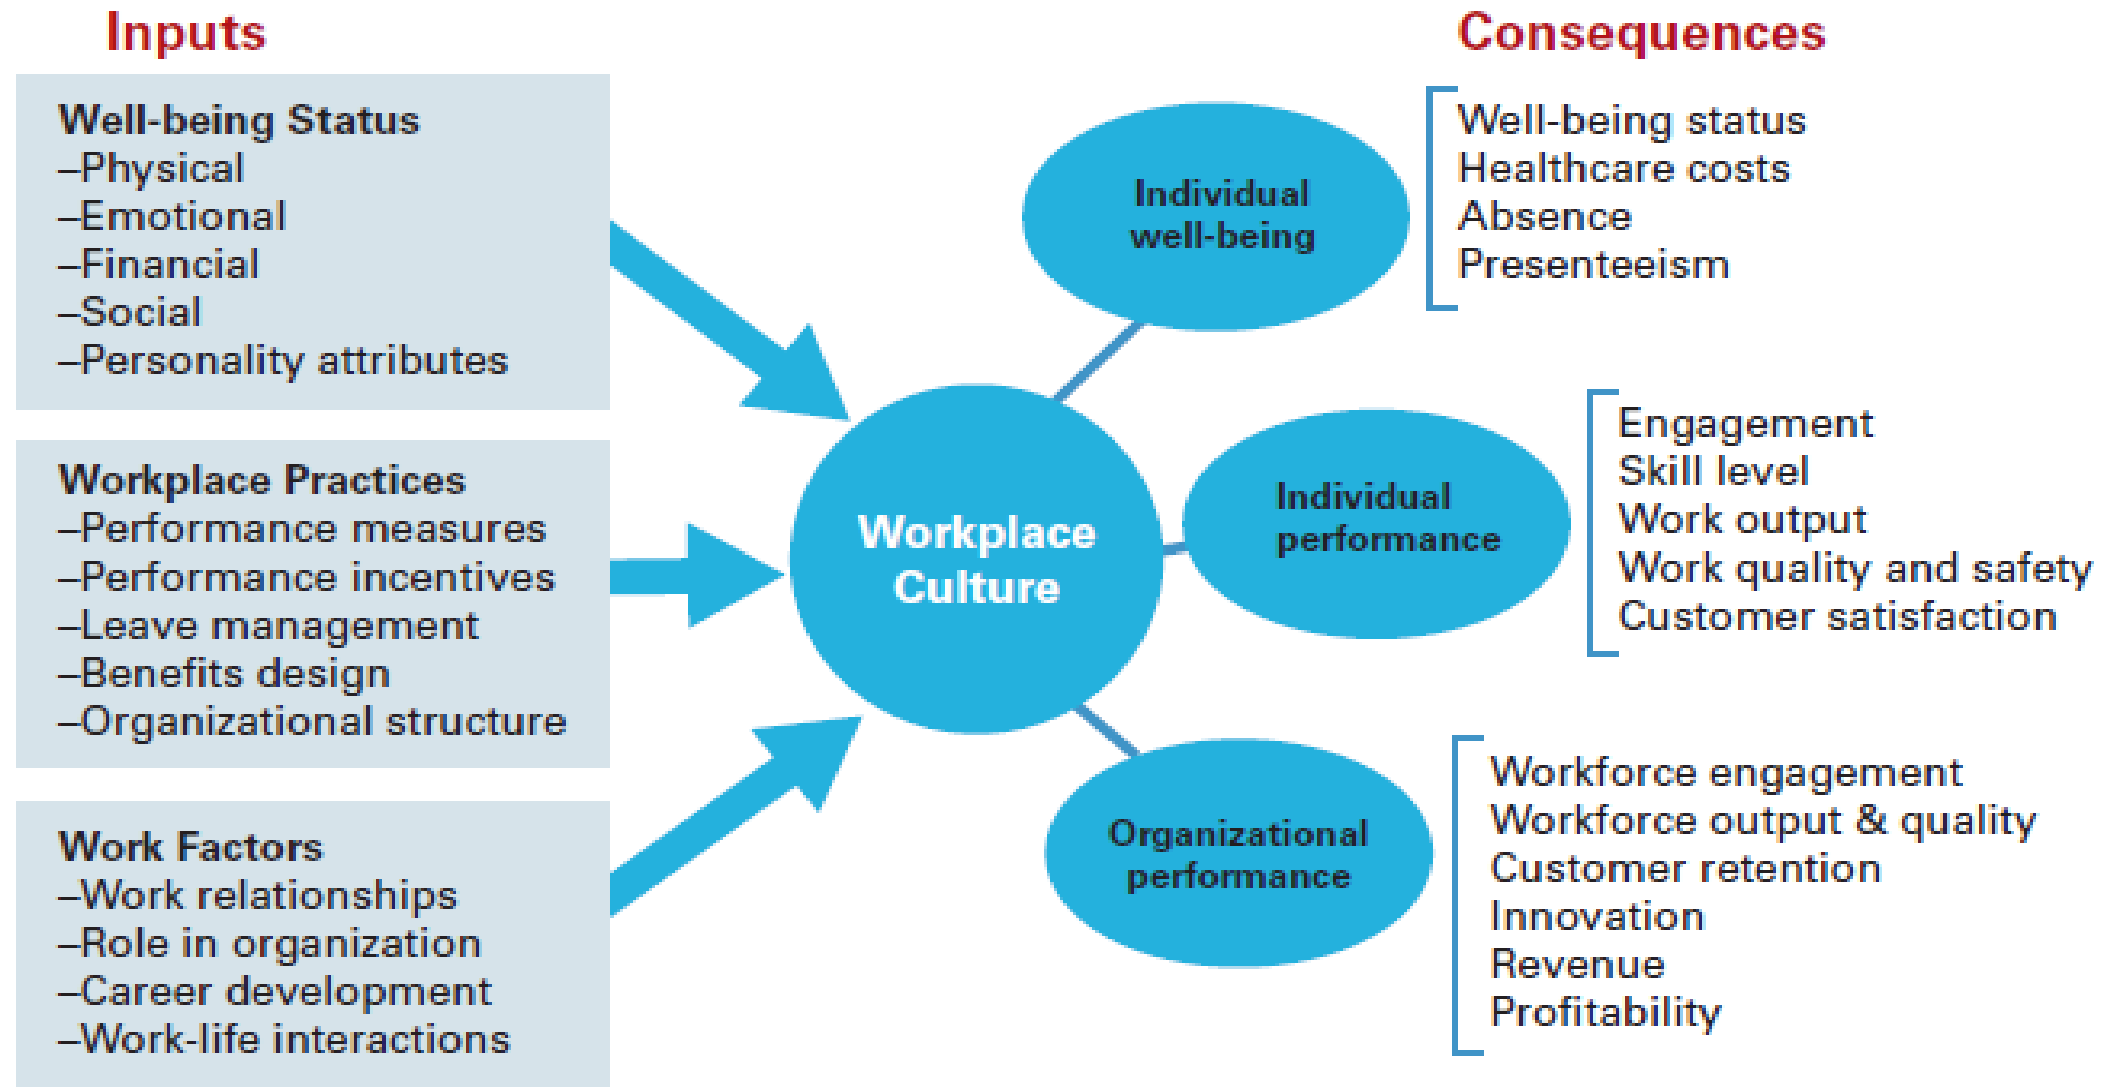 Inputs
Well-being Status
–Physical
–Emotional
–Financial
–Social
–Personality attributes
Workplace Practices
–Performance measures
–Performance incentives
–Leave management
–Benefits design
–Organizational structure
Work Factors
–Work relationships
–Role in organization
–Career development
–Work-life interactions
Workplace
Culture
Consequences
Individual
well-being
Well-being status
Healthcare costs
Absence
Presenteeism
Individual
performance
Engagement
Skill level
Work output
Work quality and safety
Customer satisfaction
Organizational
performance
Workforce engagement
Workforce output & quality
Customer retention
Innovation
Revenue
Profitability